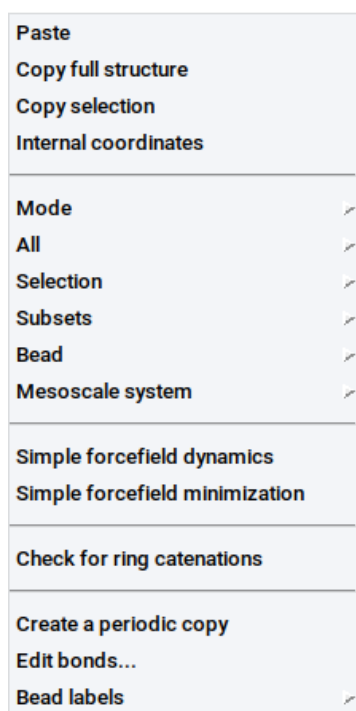 Paste
Copy full structure
Copy selection
Internal coordinates
Mode
All
Selection
Subsets
Bead
Mesoscale system
Simple forcefield dynamics
Simple forcefield minimization
Check for ring catenations
Create a periodic copy
Edit bonds...
Bead labels